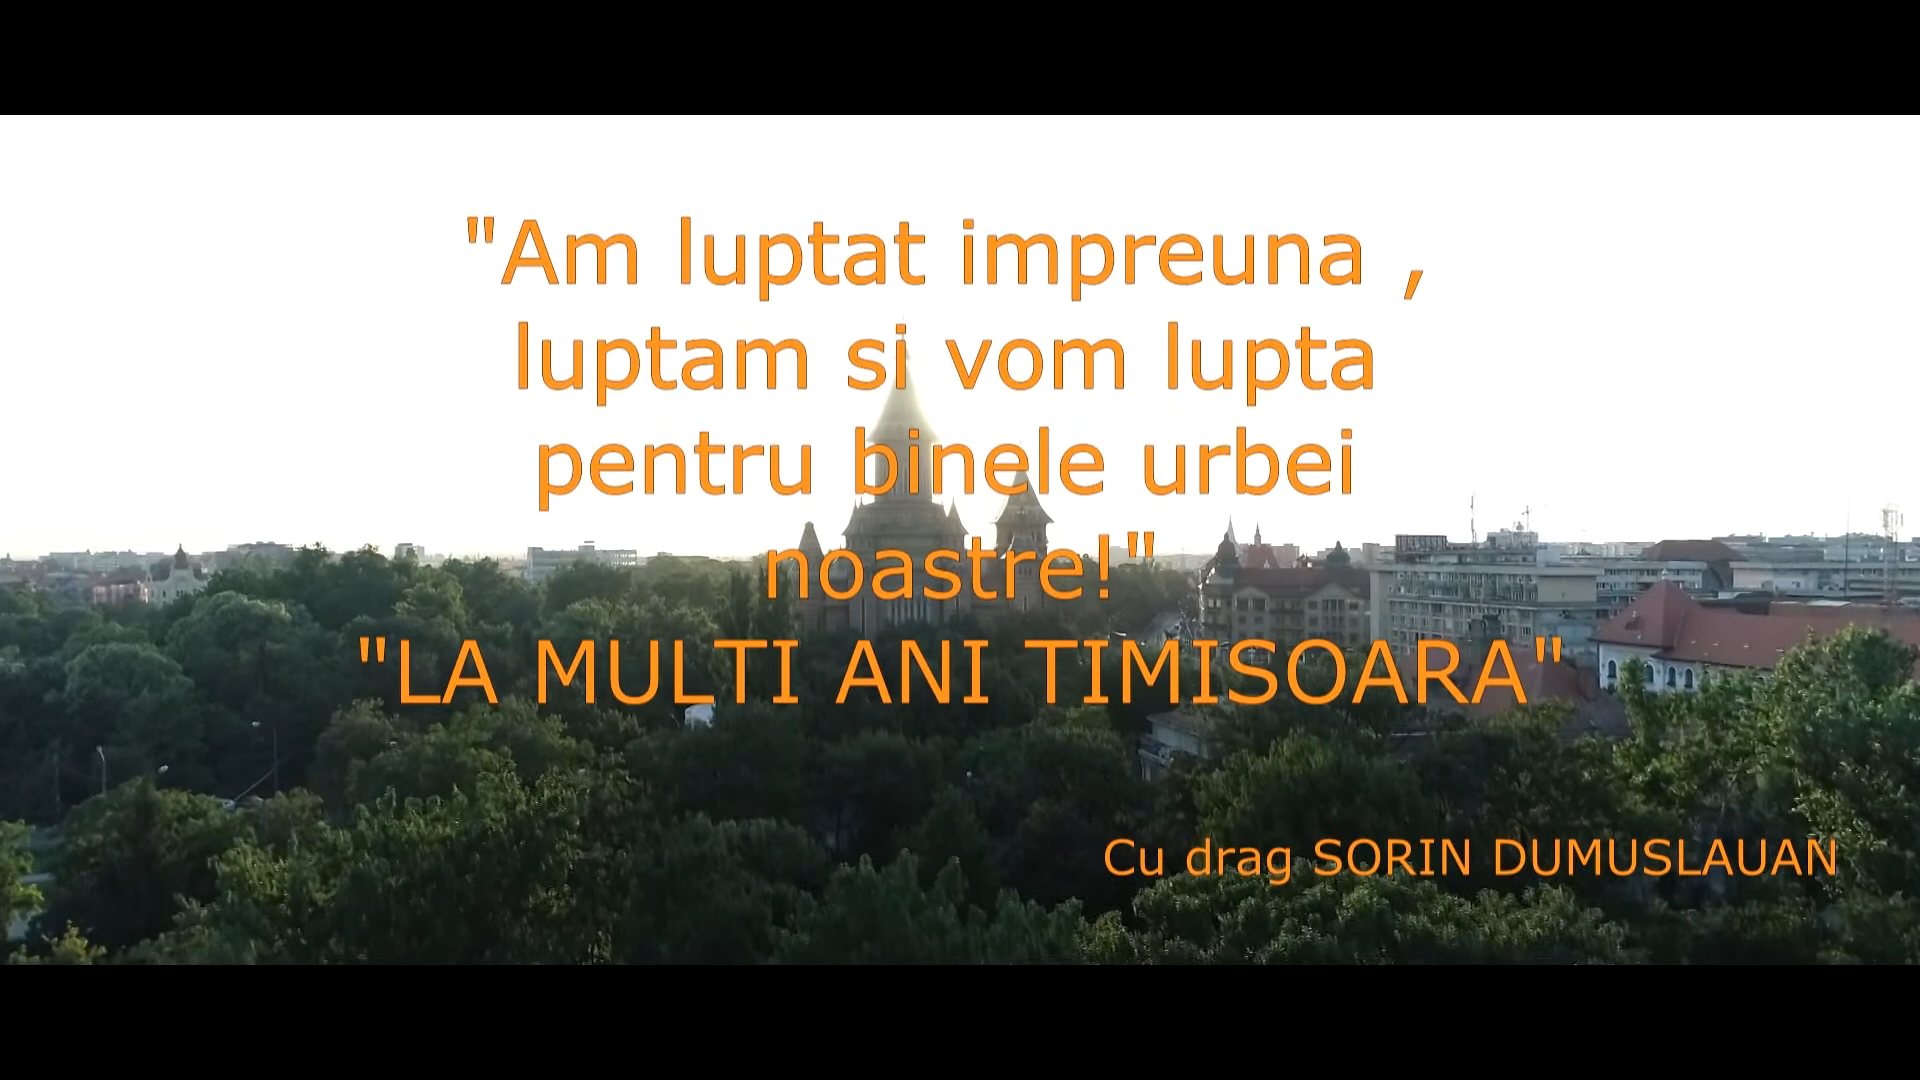 "Am luptat impreuna ,
luptam si vom lupta
pentru binele urbei
noastre!"
"LA MULTI ANI TIMISOARA"
Cu drag SORIN DUMUSLAUAN